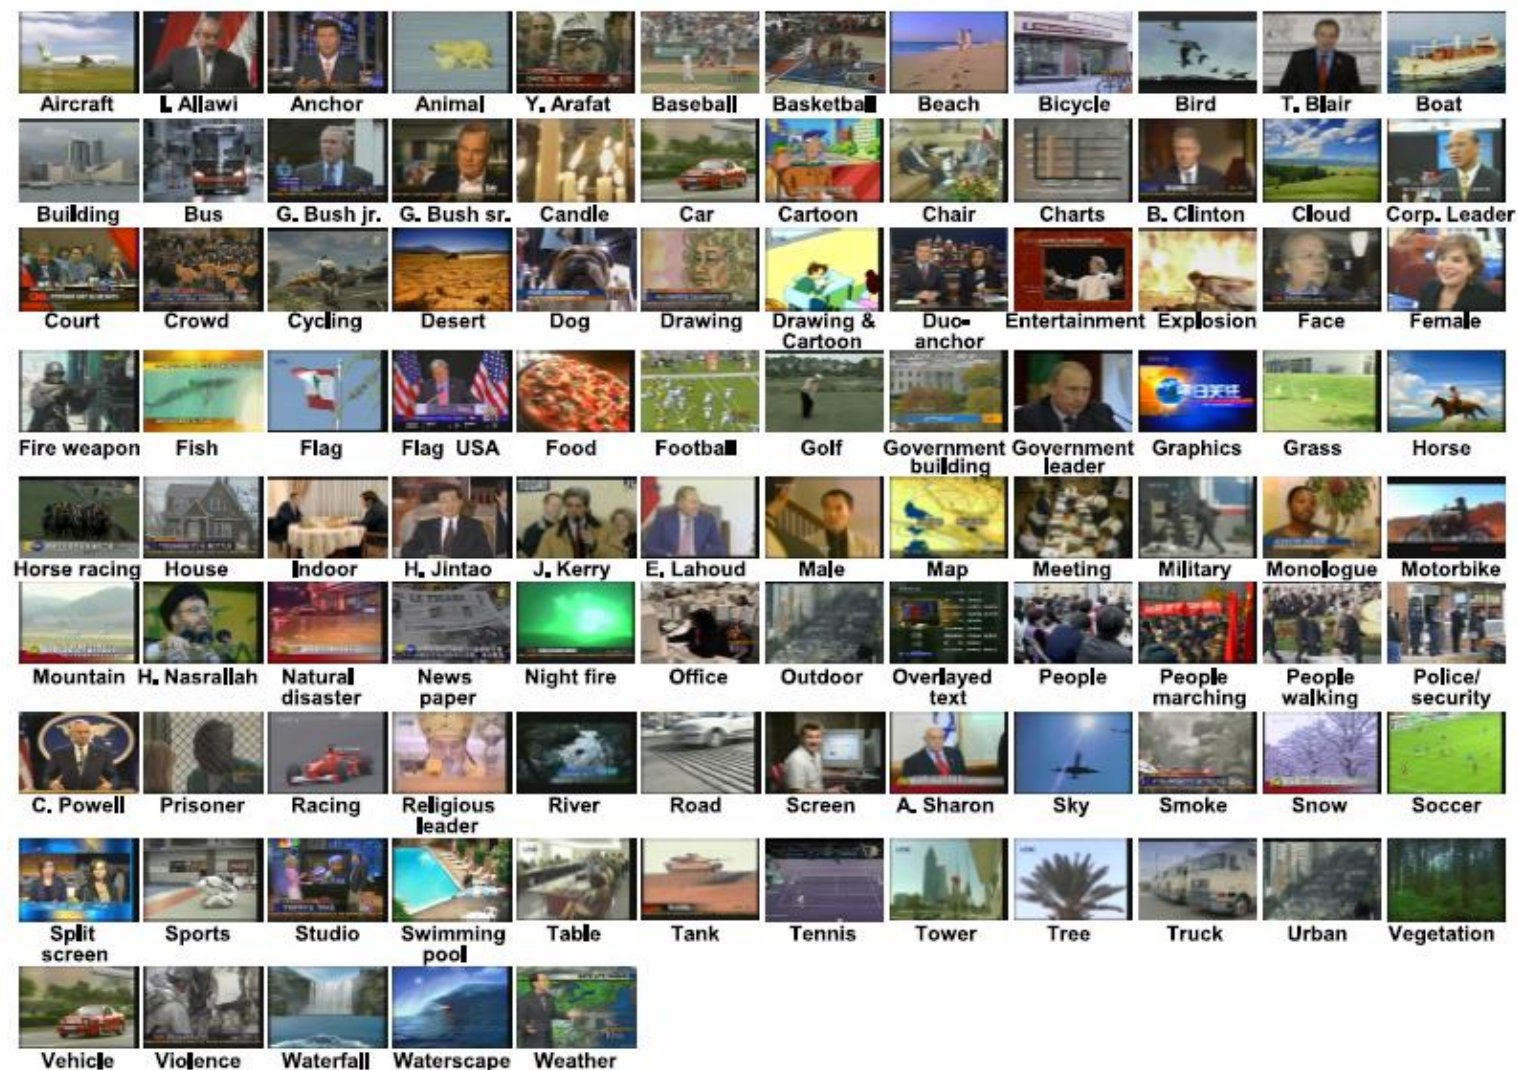 Aircraft I. Allawi Anchor Animal Y. Arafat Baseball Basketball Beach Bicycle Bird T. Blair Boat
Building Bus G. Bush jr. G. Bush sr. Candle Car Cartoon Chair Charts B. Clinton Cloud Corp. Leader
Court Crowd Cycling Desert Dog Drawing Drawing & Duo- Entertainment Explosion Face Female
Cartoon anchor
Fire weapon Fish Flag Flag USA Food Football Golf Government Government Graphics Grass Horse
building leader
Horse racing House Indoor H. Jintao J. Kerry E. Lahoud Male Map Meeting Military Monologue Motorbike
Mountain H. Nasrallah Natural News Night fire Office Outdoor Overlayed People People People Police/
disaster paper text marching walking security
C. Powell Prisoner Racing Religious River Road Screen A. Sharon Sky Smoke Snow Soccer
leader
Split Sports Studio Swimming Table Tank Tennis Tower Tree Truck Urban Vegetation
screen pool
Vehicle Violence Waterfall Waterscape Weather